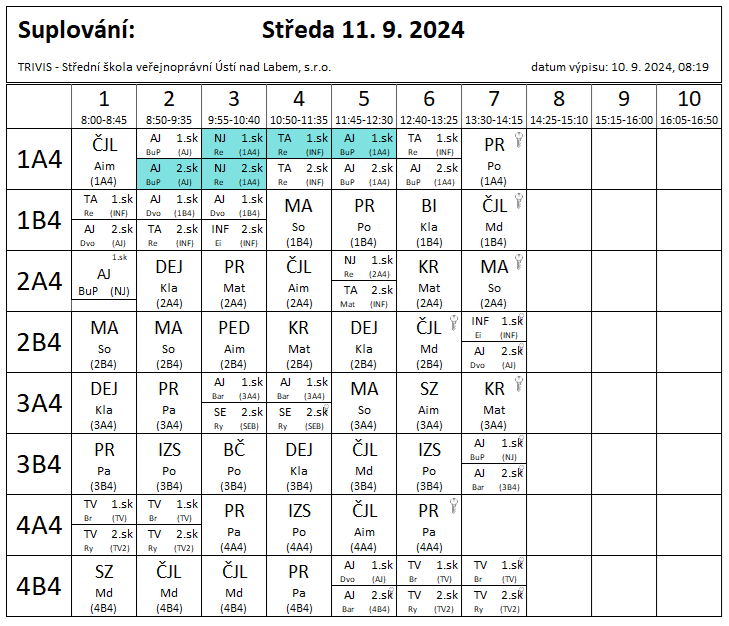 Suplování: Středa 11. 9. 2024
TRIVIS - Střední škola veřejnoprávní Ústí nad Labem, s.r.o. datum výpisu: 10. 9. 2024, 08:19
1 2 3 4 5 6 7 8 9 10
8:00-8:45 8:50-9:35 9:55-10:40 10:50-11:35 11:45-12:30 12:40-13:25 13:30-14:15 14:25-15:10 15:15-16:00 16:05-16:50
1A4
ČJL Aim (1A4)
AJ 1.sk BuP (AJ)
AJ 2.sk BuP (AJ)
NJ 1.sk Re (1A4)
NJ 2.sk Re (1A4)
TA 1.sk Re (INF)
TA 2.sk Re (INF)
AJ 1.sk BuP (1A4)
AJ 2.sk BuP (1A4)
TA 1.sk Re (INF)
AJ 2.sk BuP (1A4)
PR Po (1A4)
1B4
TA 1.sk Re (INF)
AJ 2.sk Dvo (AJ)
AJ 1.sk Dvo (1B4)
TA 2.sk Re (INF)
AJ 1.sk Dvo (1B4)
INF 2.sk Ei (INF)
MA So (1B4)
PR Po (1B4)
BI Kla (1B4)
ČJL Md (1B4)
2A4
1.sk AJ BuP (NJ)
DEJ Kla (2A4)
PR Mat (2A4)
ČJL Aim (2A4)
NJ 1.sk Re (2A4)
TA 2.sk Mat (INF)
KR Mat (2A4)
MA So (2A4)
2B4
MA So (2B4)
MA So (2B4)
PED Aim (2B4)
KR Mat (2B4)
DEJ Kla (2B4)
ČJL Md (2B4)
INF 1.sk Ei (INF)
AJ 2.sk Dvo (AJ)
3A4
DEJ Kla (3A4)
PR Pa (3A4)
AJ 1.sk Bar (3A4)
SE 2.sk Ry (SEB)
AJ 1.sk Bar (3A4)
SE 2.sk Ry (SEB)
MA So (3A4)
SZ Aim (3A4)
KR Mat (3A4)
3B4
PR Pa (3B4)
IZS Po (3B4)
BČ Po (3B4)
DEJ Kla (3B4)
ČJL Md (3B4)
IZS Po (3B4)
AJ 1.sk BuP (NJ)
AJ 2.sk Bar (3B4)
4A4
TV 1.sk Br (TV)
TV 2.sk Ry (TV2)
TV 1.sk Br (TV)
TV 2.sk Ry (TV2)
PR Pa (4A4)
IZS Po (4A4)
ČJL Aim (4A4)
PR Pa (4A4)
4B4
SZ Md (4B4)
ČJL Md (4B4)
ČJL Md (4B4)
PR Pa (4B4)
AJ 1.sk Dvo (AJ)
AJ 2.sk Bar (4B4)
TV 1.sk Br (TV)
TV 2.sk Ry (TV2)
TV 1.sk Br (TV)
TV 2.sk Ry (TV2)